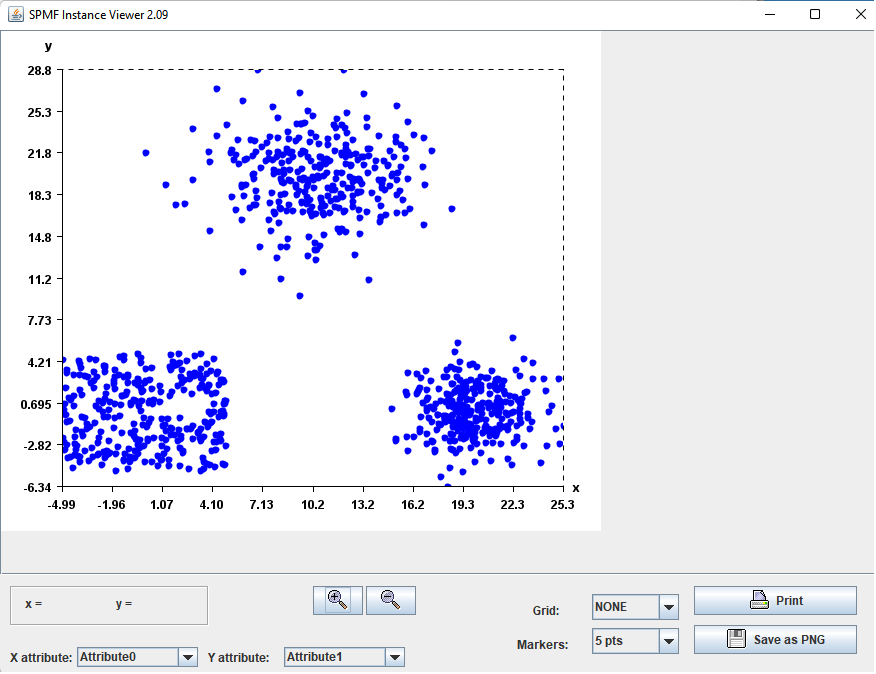 SPMF Instance Viewer 2.09
y
28.8
25.3
21.8
18.3
14.8
11.2
7.73
4.21
0.695
-2.82
-6.34
x
-4.99 -1.96 1.07 4.10 7.13 10.2 13.2 16.2 19.3 22.3 25.3
x = y =
Grid: NONE
Print
Markers: 5 pts
Save as PNG
X attribute: Attribute0 Y attribute: Attribute1